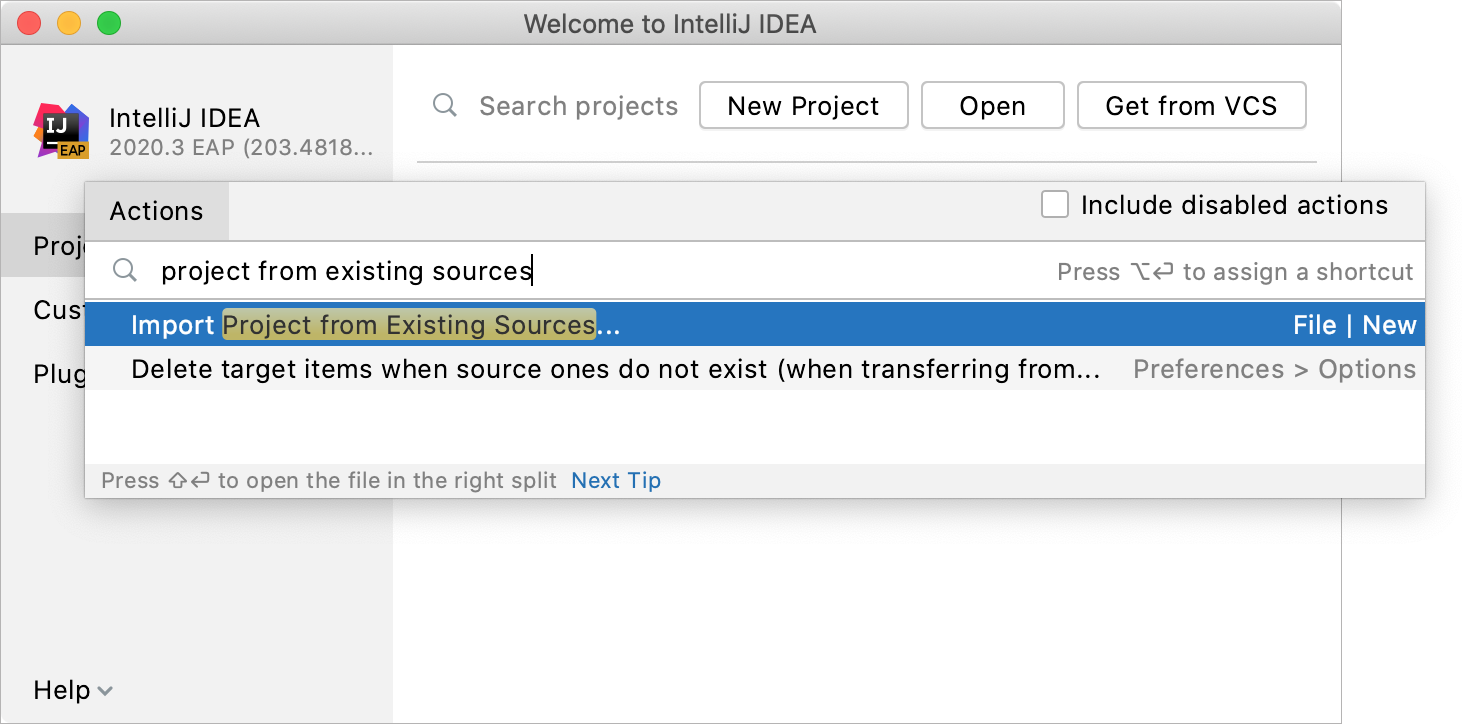 Welcome to IntelliJ IDEA
IJ
EAP
IntelliJ IDEA
2020.3 EAP (203.4818...
Search projects
New Project
Open
Get from VCS
Actions
Include disabled actions
project from existing sources
Press ⌥⏎ to assign a shortcut
Import Project from Existing Sources...
File | New
Delete target items when source ones do not exist (when transferring from...
Preferences > Options
Press ⇧⏎ to open the file in the right split Next Tip
Proj
Cust
Plug
Help